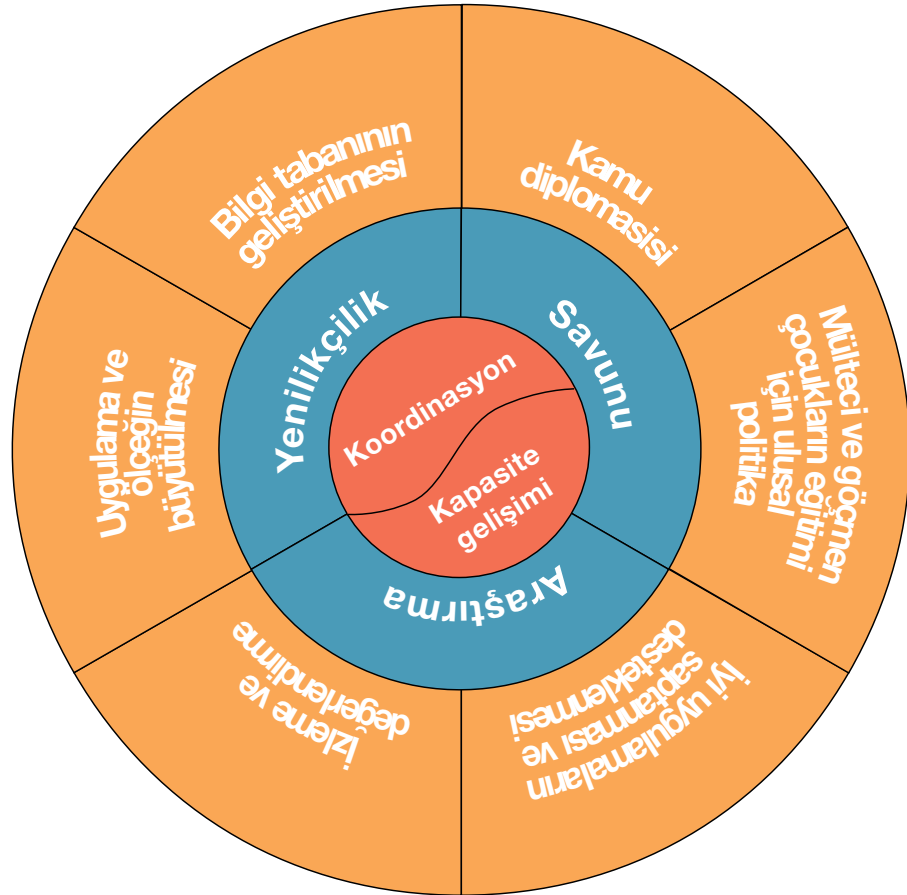 Bilgi tabanının
geliştirilmesi
Kamu
diplomasisi
Mülteci ve göçmen
çocukların eğitimi
için ulusal
politika
İyi uygulamaların
saptanması ve
desteklenmesi
İzleme ve
değerlendirme
Uygulama ve
ölçeğin
büyütülmesi
Yenilikçilik
Savunu
Araştırma
Koordinasyon
Kapasite
gelişimi